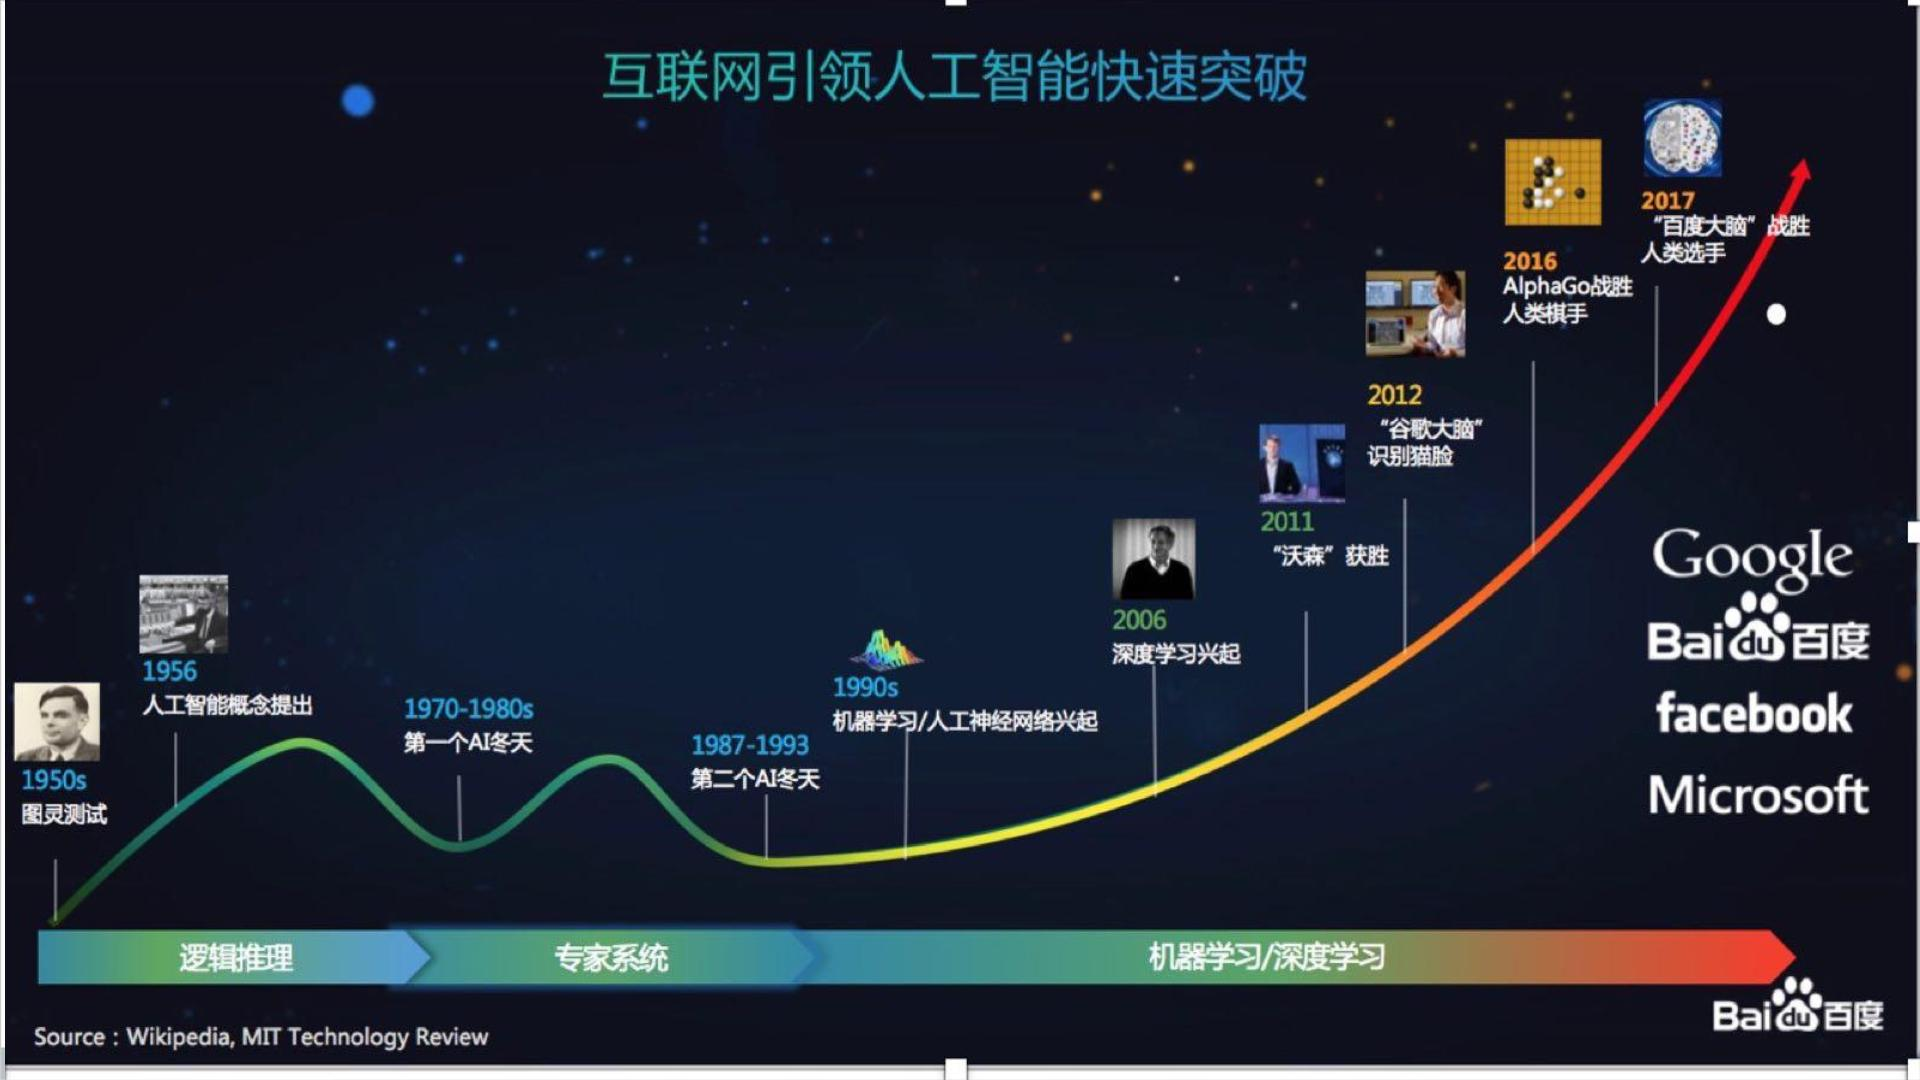 互联网引领人工智能快速突破
1950s
图灵测试
1956
人工智能概念提出
1970-1980s
第一个AI冬天
1987-1993
第二个AI冬天
1990s
机器学习/人工神经网络兴起
2006
深度学习兴起
2011
“沃森”获胜
2012
“谷歌大脑”
识别猫脸
2016
AlphaGo战胜
人类棋手
2017
“百度大脑”战胜
人类选手
Google
Baidu百度
facebook
Microsoft
逻辑推理
专家系统
机器学习/深度学习
Baidu百度
Source : Wikipedia, MIT Technology Review